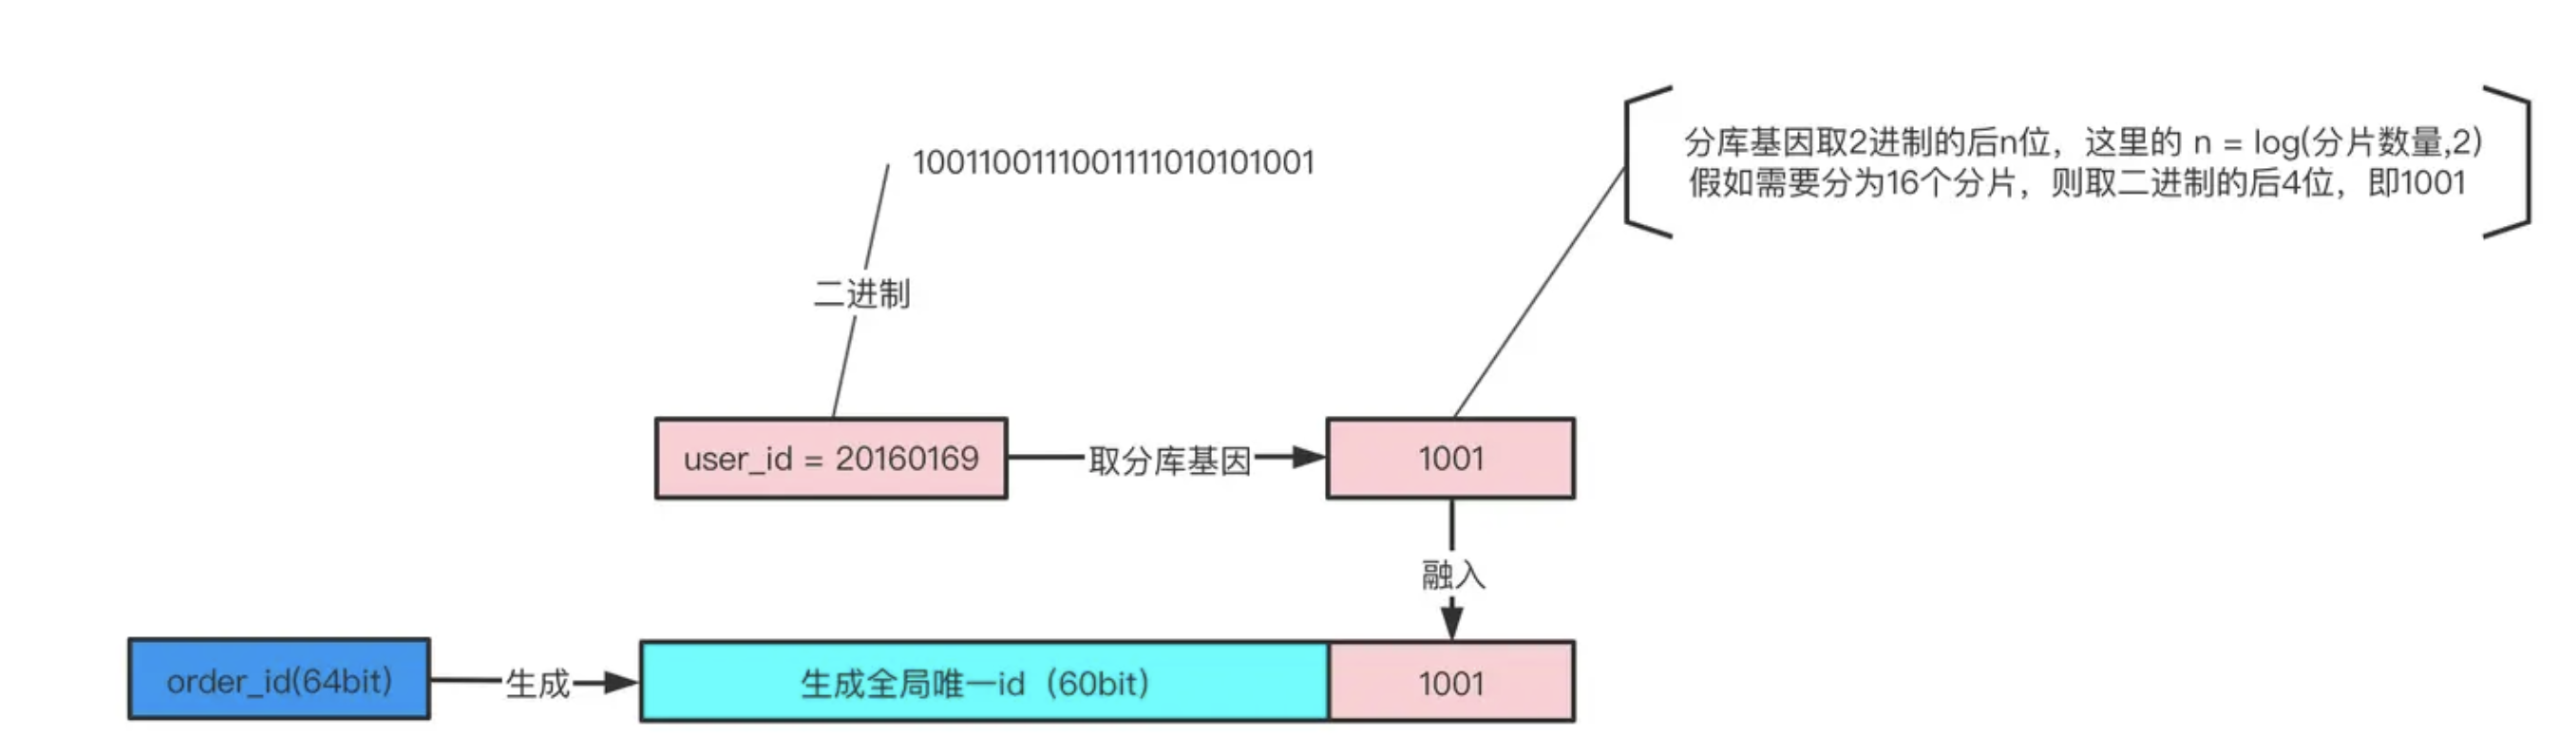 分库基因取2进制的后n位，这里的 n = log(分片数量,2)
假如需要分为16个分片，则取二进制的后4位，即1001
1001100111001111010101001
二进制
user_id = 20160169
取分库基因
1001
融入
order_id(64bit)
生成
生成全局唯一id（60bit）
1001